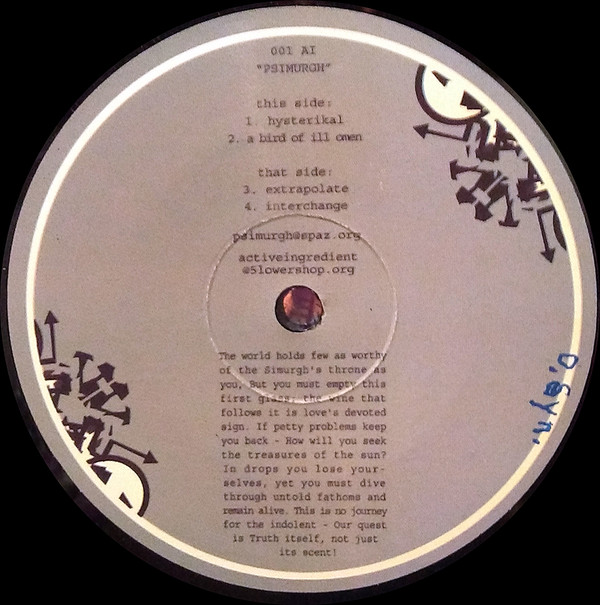 001 AI
"PSIMURGH"
this side:
1. hysterikal
2. a bird of ill omen
that side:
3. extrapolate
4. interchange
psimurgh@spaz.org
activeingredient
@5lowershop.org
The world holds few as worthy
of the Simurgh's throne as
you, But you must empty this
first glass, the wine that
follows it is love's devoted
sign. If petty problems keep
you back - How will you seek
the treasures of the sun?
In drops you lose your-
selves, yet you must dive
through untold fathoms and
remain alive. This is no journey
for the indolent - Our quest
is Truth itself, not just
its scent!